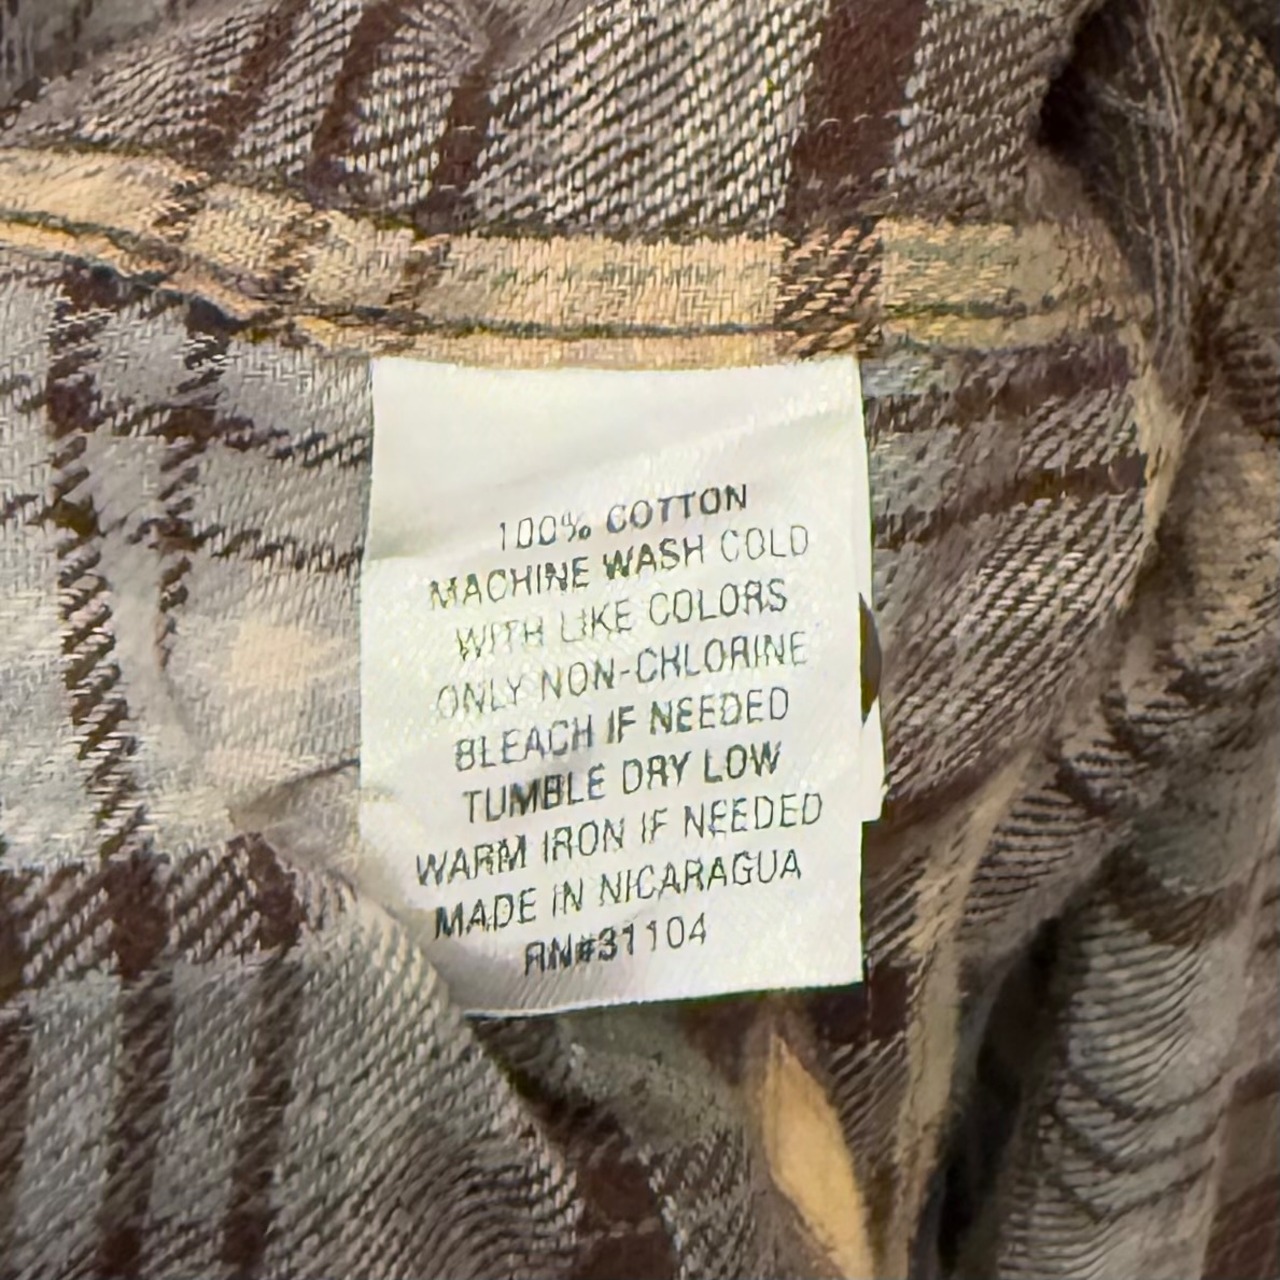 100% COTTON
MACHINE WASH COLD
WITH LIKE COLORS
ONLY NON-CHLORINE
BLEACH IF NEEDED
TUMBLE DRY LOW
WARM IRON IF NEEDED
MADE IN NICARAGUA
RN#31104